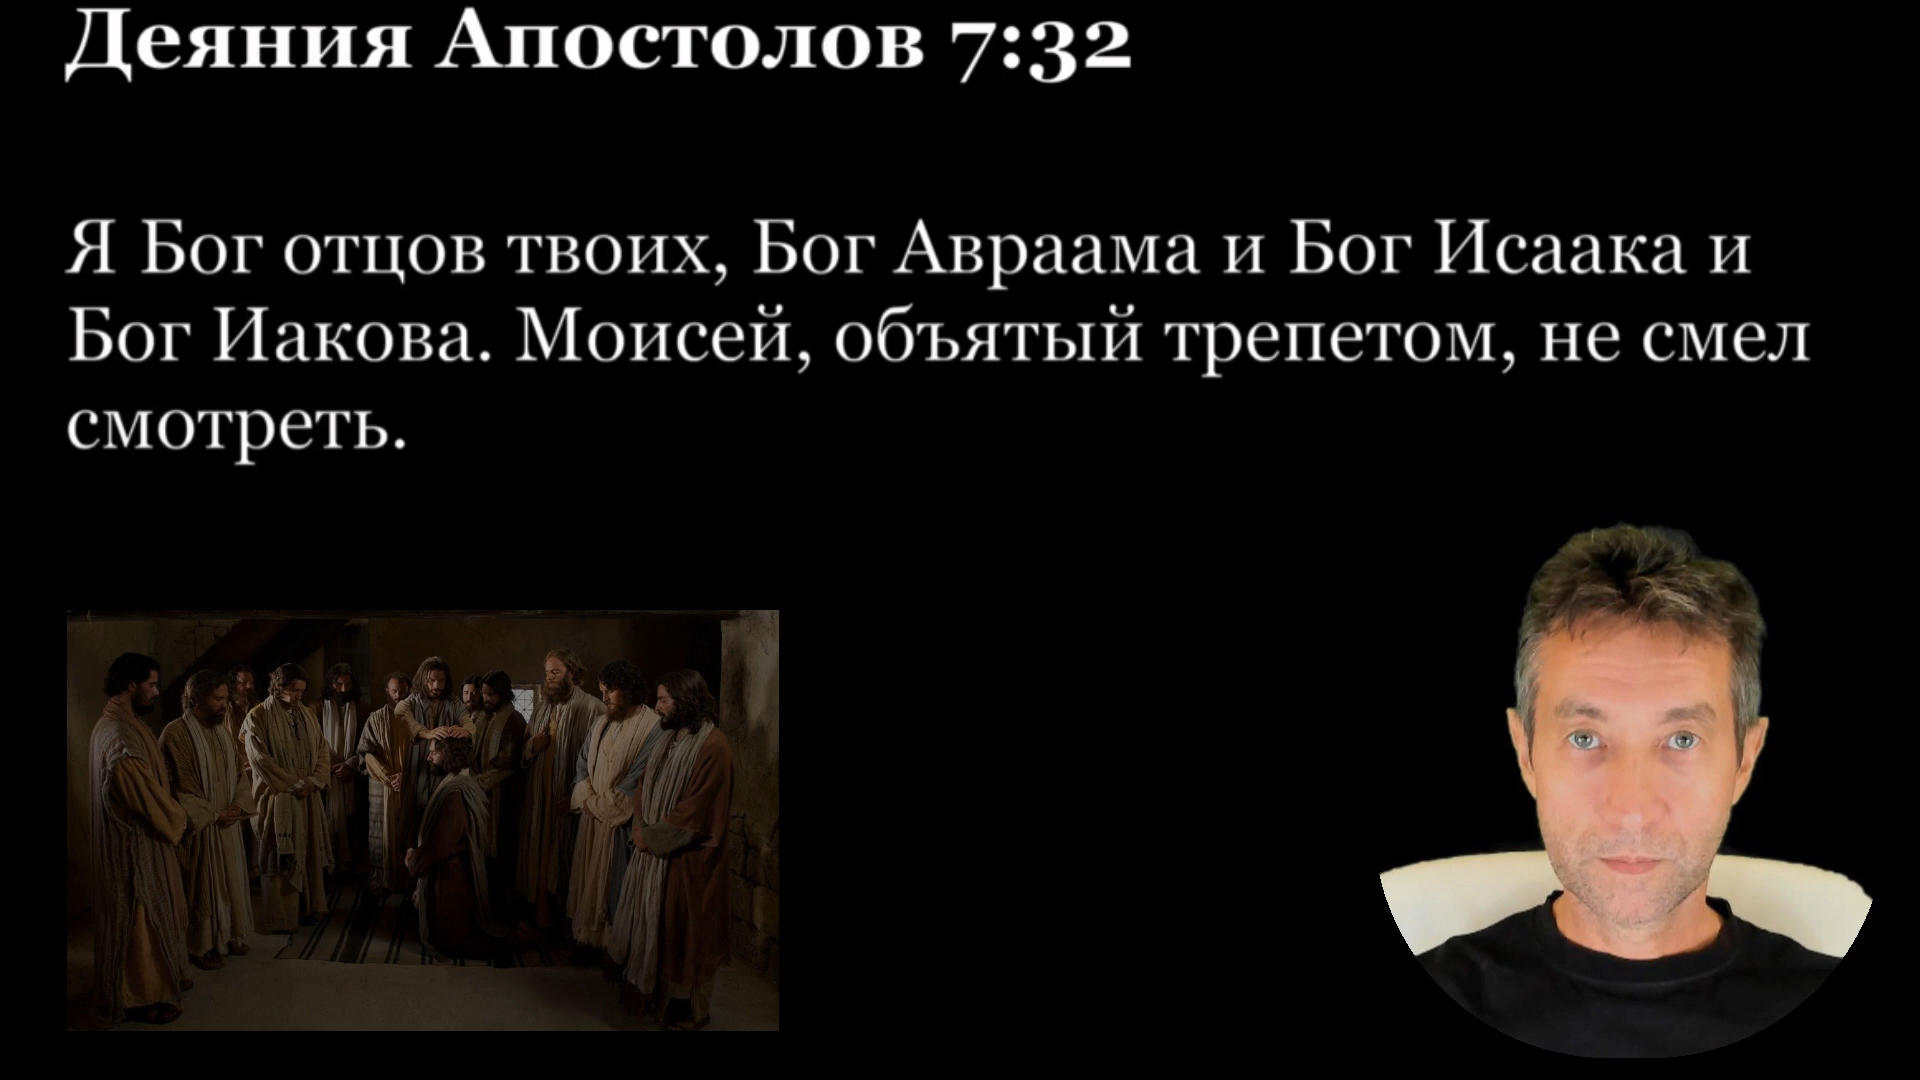 Деяния Апостолов 7:32
Я Бог отцов твоих, Бог Авраама и Бог Исаака и
Бог Иакова. Моисей, объятый трепетом, не смел
смотреть.